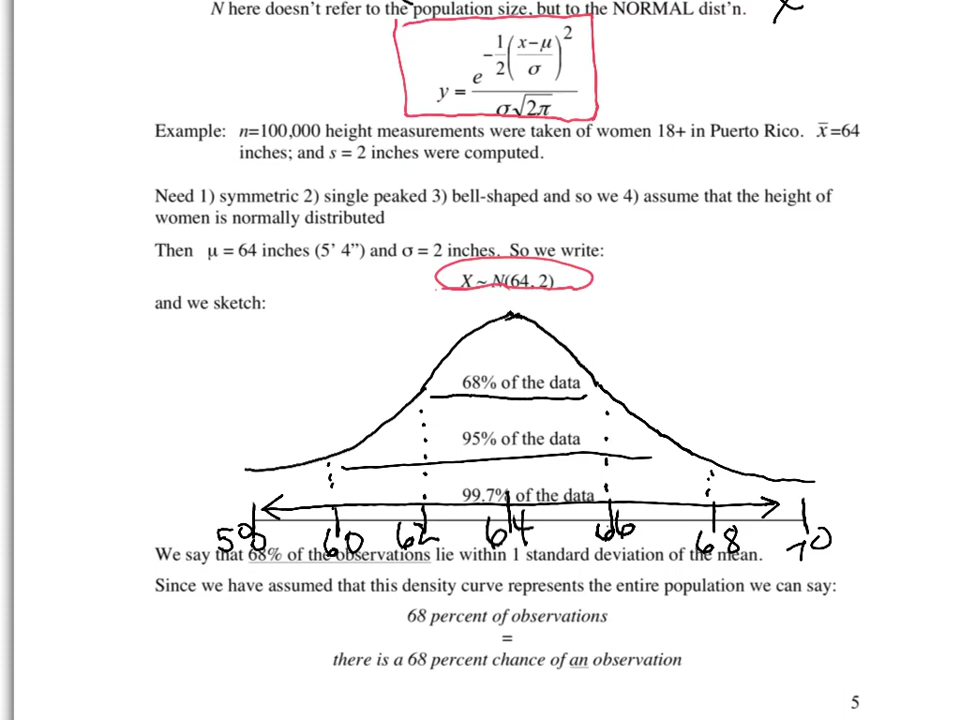 N here doesn't refer to the population size, but to the NORMAL dist'n.
y = e^{-\frac{1}{2}\left(\frac{x-μ}{σ}\right)^2} / σ√2π
Example: n=100,000 height measurements were taken of women 18+ in Puerto Rico. x̄=64
inches; and s = 2 inches were computed.
Need 1) symmetric 2) single peaked 3) bell-shaped and so we 4) assume that the height of
women is normally distributed
Then μ = 64 inches (5' 4") and σ = 2 inches. So we write:
X ~ N(64, 2)
and we sketch:
68% of the data
95% of the data
99.7% of the data
58 60 62 64 66 68 70
We say that 68% of the observations lie within 1 standard deviation of the mean.
Since we have assumed that this density curve represents the entire population we can say:
68 percent of observations
=
there is a 68 percent chance of an observation
5